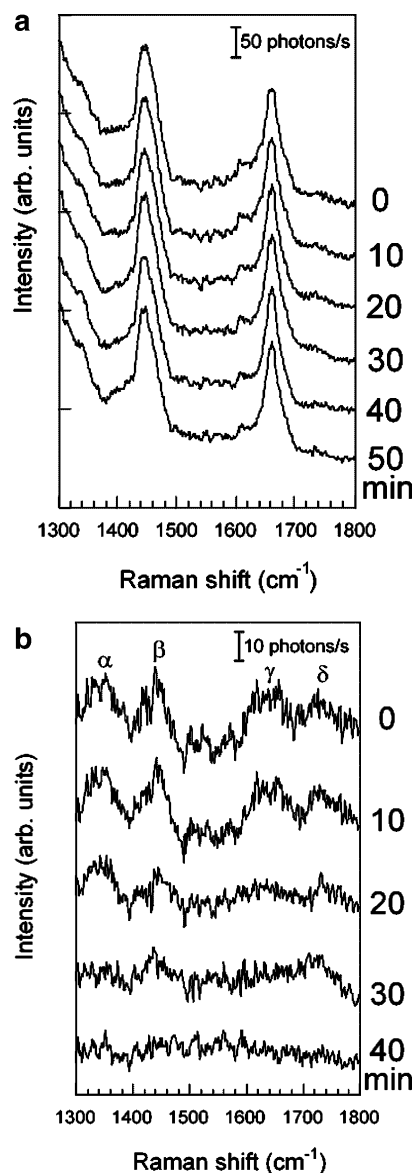 a
50 photons/s
Intensity (arb. units)
0
10
20
30
40
50
min
1300 1400 1500 1600 1700 1800
Raman shift (cm-1)
b
10 photons/s
α β γ δ
Intensity (arb. units)
0
10
20
30
40
min
1300 1400 1500 1600 1700 1800
Raman shift (cm-1)